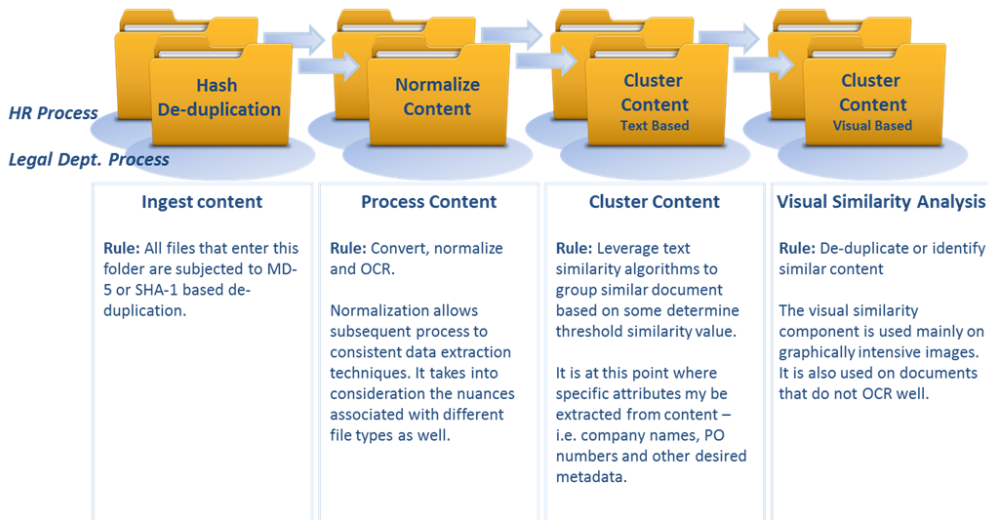 Hash
De-duplication
Normalize
Content
Cluster
Content
Text Based
Cluster
Content
Visual Based
HR Process
Legal Dept. Process
Ingest content
Rule: All files that enter this
folder are subjected to MD-
5 or SHA-1 based de-
duplication.
Process Content
Rule: Convert, normalize
and OCR.
Normalization allows
subsequent process to
consistent data extraction
techniques. It takes into
consideration the nuances
associated with different
file types as well.
Cluster Content
Rule: Leverage text
similarity algorithms to
group similar document
based on some determine
threshold similarity value.
It is at this point where
specific attributes my be
extracted from content –
i.e. company names, PO
numbers and other desired
metadata.
Visual Similarity Analysis
Rule: De-duplicate or identify
similar content
The visual similarity
component is used mainly on
graphically intensive images.
It is also used on documents
that do not OCR well.